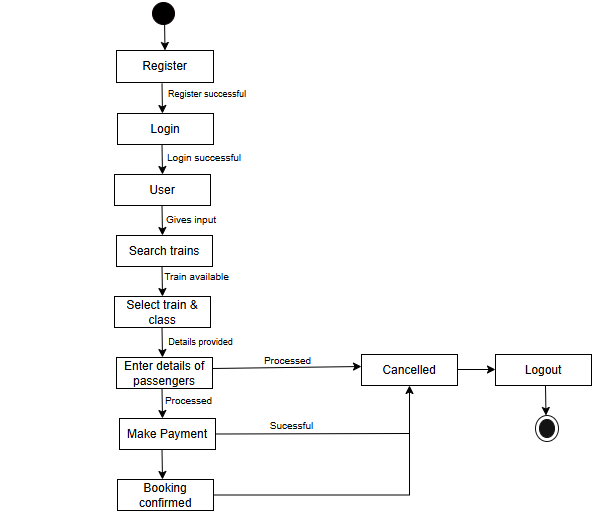 Register
Register successful
Login
Login successful
User
Gives input
Search trains
Train available
Select train &
class
Details provided
Enter details of
passengers
Processed
Cancelled
Logout
Processed
Make Payment
Sucessful
Booking
confirmed